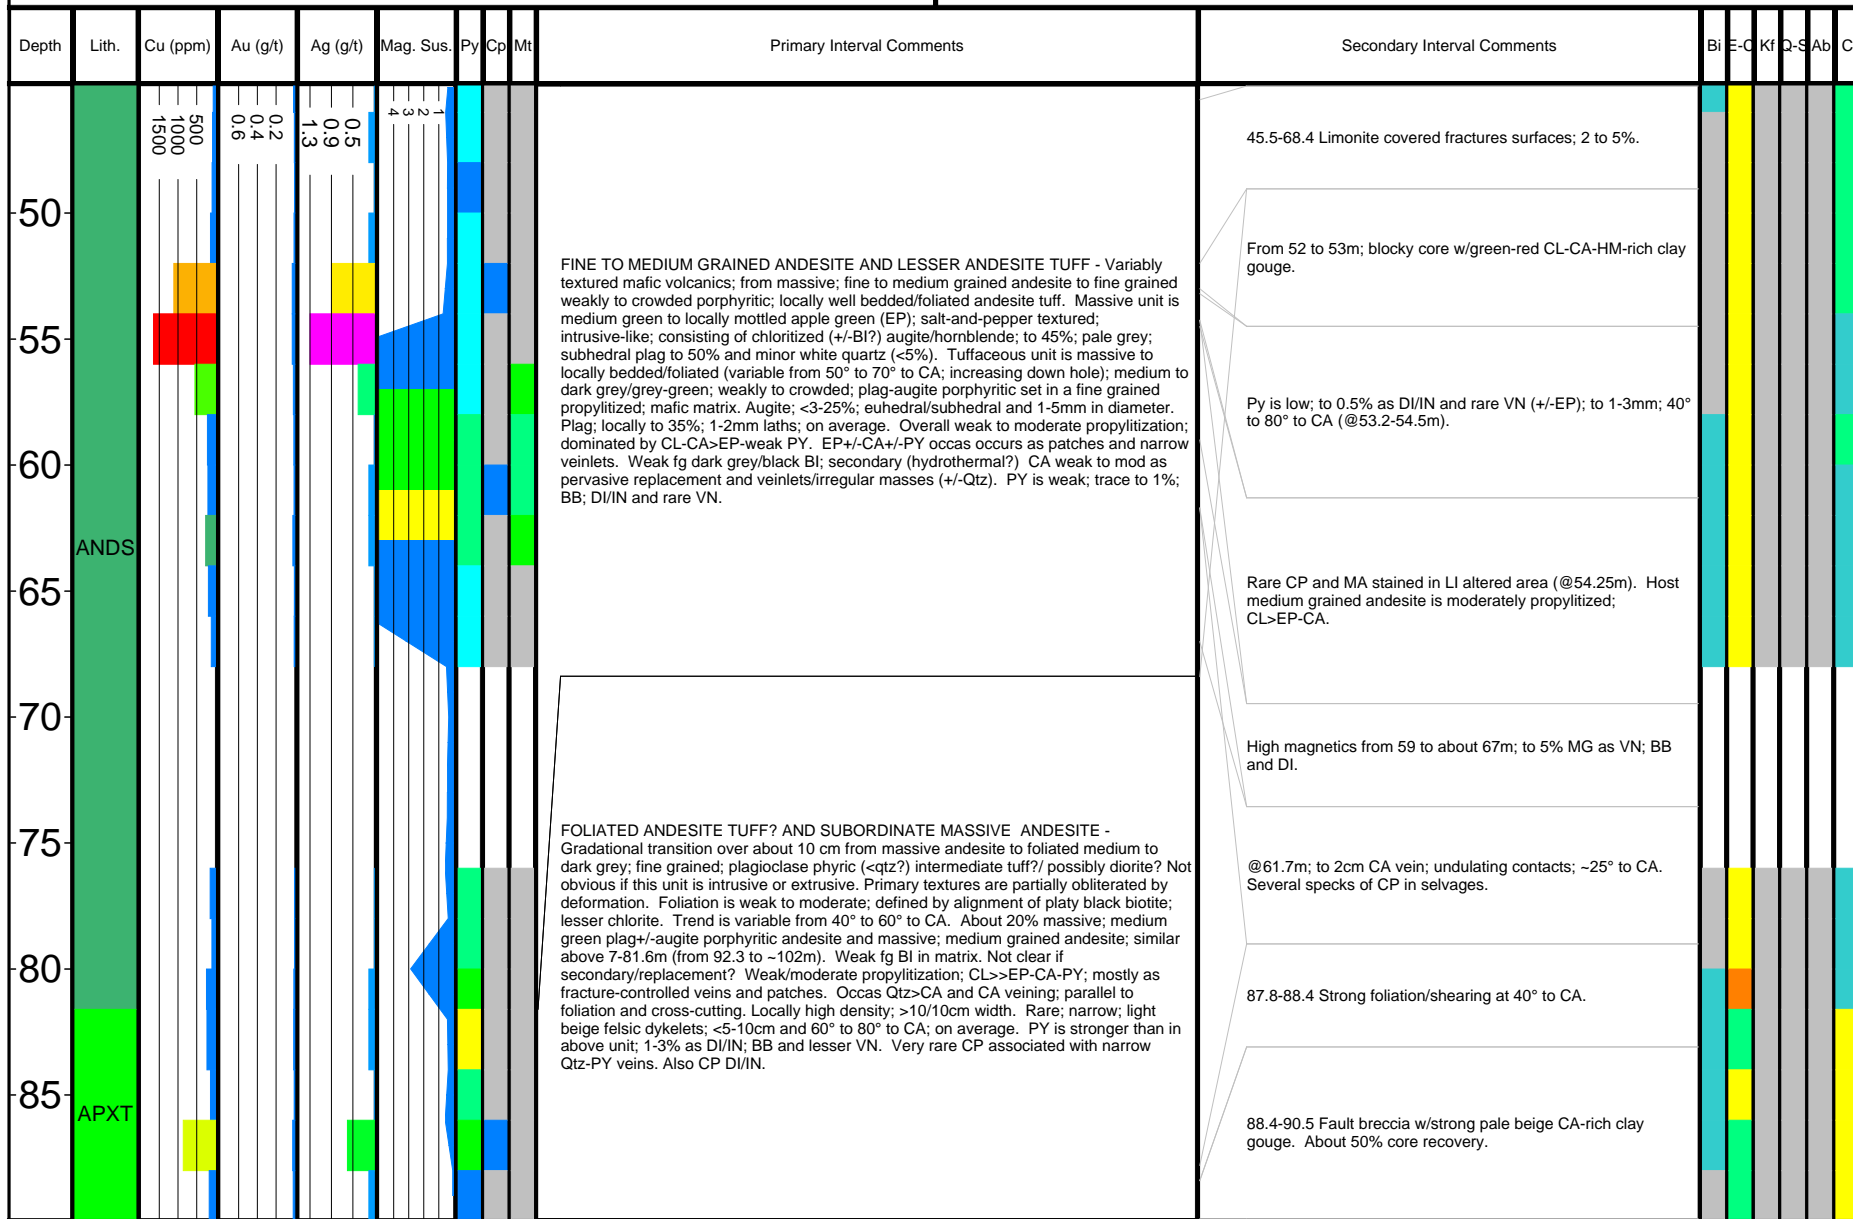 Depth Lith. Cu (ppm) Au (g/t) Ag (g/t) Mag. Sus. Py Cp Mt Primary Interval Comments Secondary Interval Comments Bi E-C Kf Q-S Ab C
500
1000
1500
0.2
0.4
0.6
0.5
0.9
1.3
1
2
3
4
50
55
60
65
70
75
80
85
ANDS
APXT
FINE TO MEDIUM GRAINED ANDESITE AND LESSER ANDESITE TUFF - Variably
textured mafic volcanics; from massive; fine to medium grained andesite to fine grained
weakly to crowded porphyritic; locally well bedded/foliated andesite tuff. Massive unit is
medium green to locally mottled apple green (EP); salt-and-pepper textured;
intrusive-like; consisting of chloritized (+/-BI?) augite/hornblende; to 45%; pale grey;
subhedral plag to 50% and minor white quartz (<5%). Tuffaceous unit is massive to
locally bedded/foliated (variable from 50° to 70° to CA; increasing down hole); medium to
dark grey/grey-green; weakly to crowded; plag-augite porphyritic set in a fine grained
propylitized; mafic matrix. Augite; <3-25%; euhedral/subhedral and 1-5mm in diameter.
Plag; locally to 35%; 1-2mm laths; on average. Overall weak to moderate propylitization;
dominated by CL-CA>EP-weak PY. EP+/-CA+/-PY occas occurs as patches and narrow
veinlets. Weak fg dark grey/black BI; secondary (hydrothermal?) CA weak to mod as
pervasive replacement and veinlets/irregular masses (+/-Qtz). PY is weak; trace to 1%;
BB; DI/IN and rare VN.
FOLIATED ANDESITE TUFF? AND SUBORDINATE MASSIVE ANDESITE -
Gradational transition over about 10 cm from massive andesite to foliated medium to
dark grey; fine grained; plagioclase phyric (<qtz?) intermediate tuff?/ possibly diorite? Not
obvious if this unit is intrusive or extrusive. Primary textures are partially obliterated by
deformation. Foliation is weak to moderate; defined by alignment of platy black biotite;
lesser chlorite. Trend is variable from 40° to 60° to CA. About 20% massive; medium
green plag+/-augite porphyritic andesite and massive; medium grained andesite; similar
above 7-81.6m (from 92.3 to ~102m). Weak fg BI in matrix. Not clear if
secondary/replacement? Weak/moderate propylitization; CL>>EP-CA-PY; mostly as
fracture-controlled veins and patches. Occas Qtz>CA and CA veining; parallel to
foliation and cross-cutting. Locally high density; >10/10cm width. Rare; narrow; light
beige felsic dykelets; <5-10cm and 60° to 80° to CA; on average. PY is stronger than in
above unit; 1-3% as DI/IN; BB and lesser VN. Very rare CP associated with narrow
Qtz-PY veins. Also CP DI/IN.
45.5-68.4 Limonite covered fractures surfaces; 2 to 5%.
From 52 to 53m; blocky core w/green-red CL-CA-HM-rich clay
gouge.
Py is low; to 0.5% as DI/IN and rare VN (+/-EP); to 1-3mm; 40°
to 80° to CA (@53.2-54.5m).
Rare CP and MA stained in LI altered area (@54.25m). Host
medium grained andesite is moderately propylitized;
CL>EP-CA.
High magnetics from 59 to about 67m; to 5% MG as VN; BB
and DI.
@61.7m; to 2cm CA vein; undulating contacts; ~25° to CA.
Several specks of CP in selvages.
87.8-88.4 Strong foliation/shearing at 40° to CA.
88.4-90.5 Fault breccia w/strong pale beige CA-rich clay
gouge. About 50% core recovery.